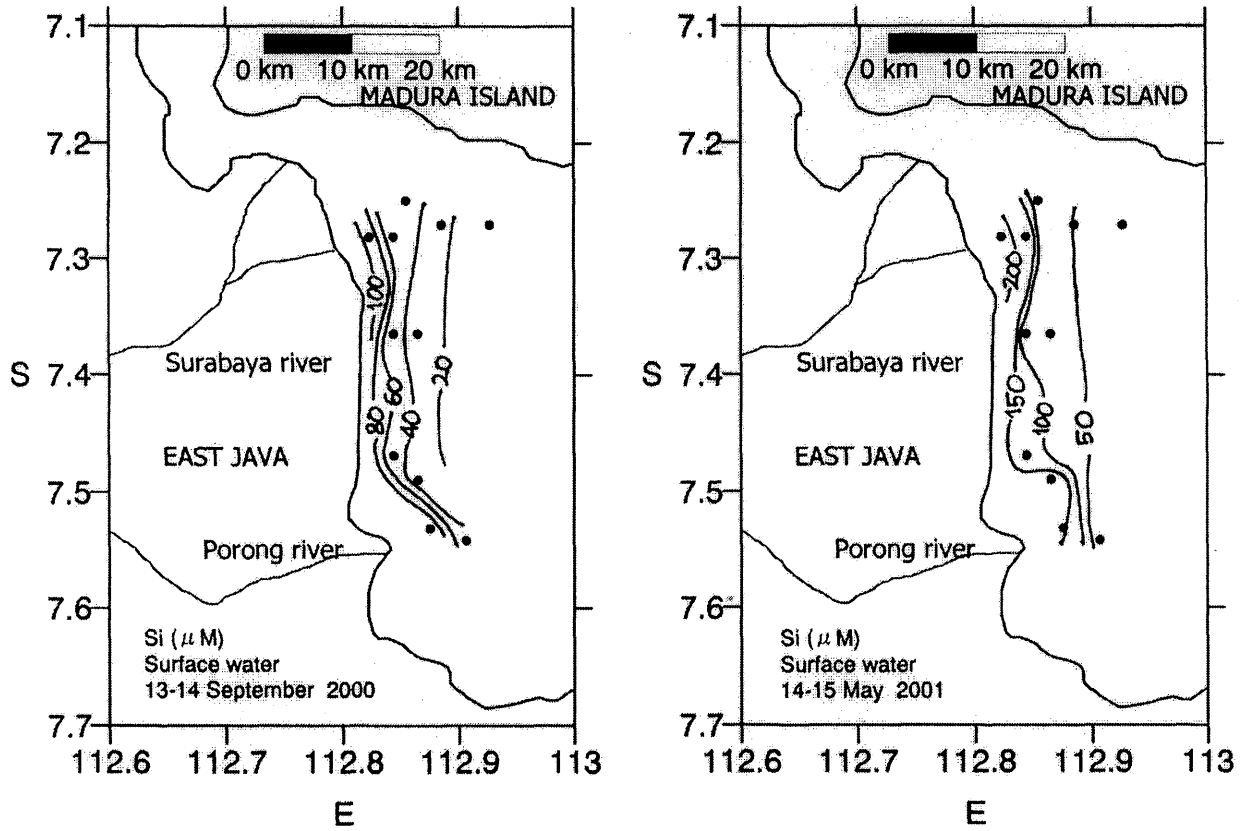 7.1
0 km 10 km 20 km
MADURA ISLAND
7.2
7.3
100
S 7.4
Surabaya river
20
60
80
40
EAST JAVA
7.5
Porong river
7.6
Si (μ M)
Surface water
13-14 September 2000
7.7
112.6 112.7 112.8 112.9 113
E
7.1
0 km 10 km 20 km
MADURA ISLAND
7.2
7.3
200
S 7.4
Surabaya river
150
100
50
EAST JAVA
7.5
Porong river
7.6
Si (μ M)
Surface water
14-15 May 2001
7.7
112.6 112.7 112.8 112.9 113
E